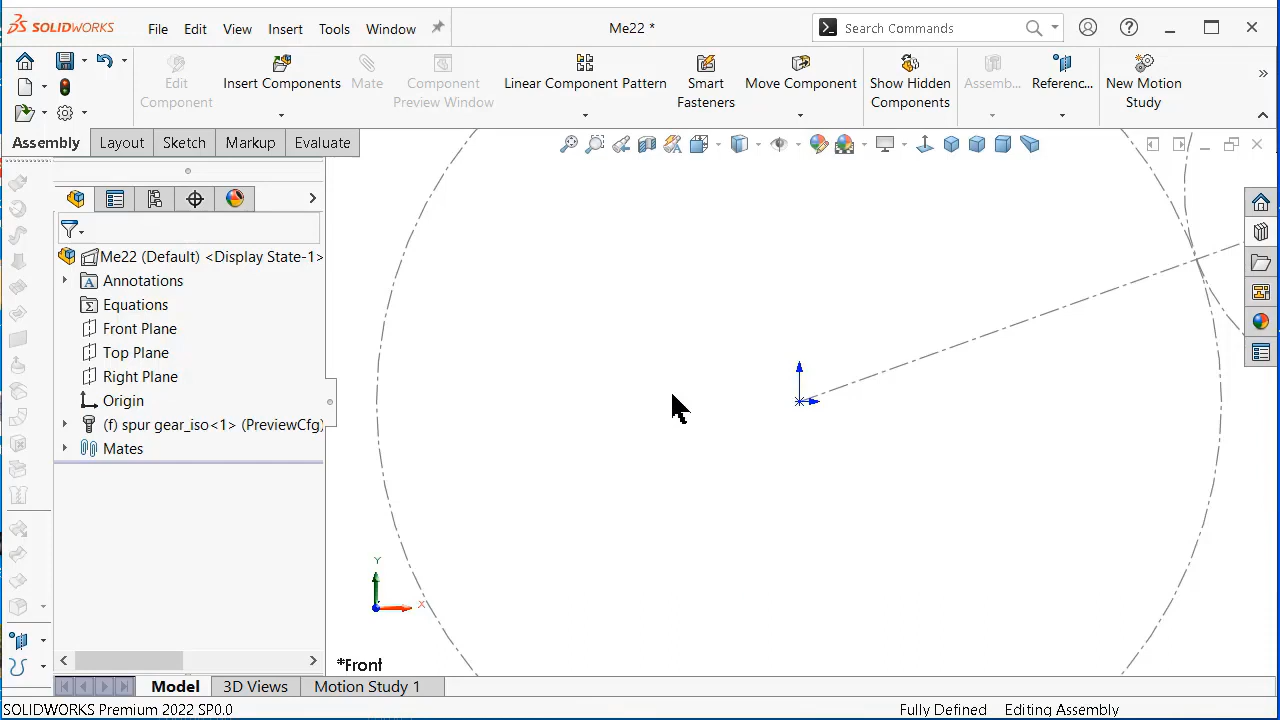 SOLIDWORKS File Edit View Insert Tools Window Me22 * Search Commands
Edit Component Insert Components Mate Component Preview Window Linear Component Pattern Smart Fasteners Move Component Show Hidden Components Assemb... Referenc... New Motion Study
Assembly Layout Sketch Markup Evaluate
Me22 (Default) <Display State-1>
Annotations
Equations
Front Plane
Top Plane
Right Plane
Origin
(f) spur gear_iso<1> (PreviewCfg)
Mates
Y
X
*Front
Model 3D Views Motion Study 1
SOLIDWORKS Premium 2022 SP0.0 Fully Defined Editing Assembly